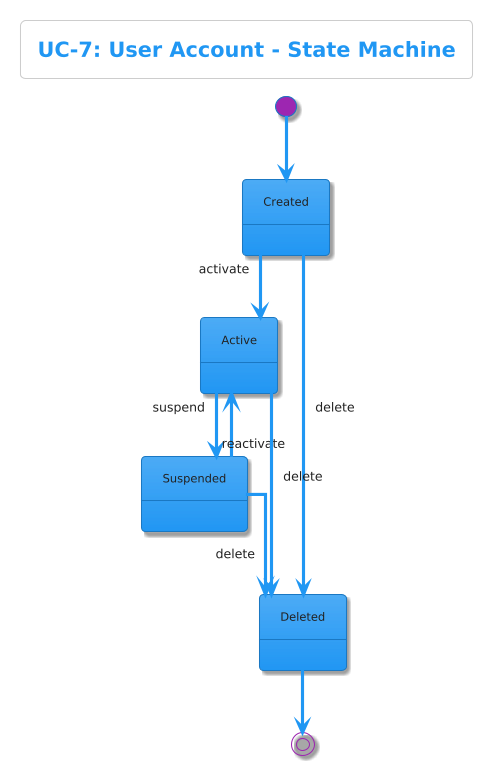 UC-7: User Account - State Machine
Created
activate
Active
suspend
delete
reactivate
Suspended
delete
delete
Deleted